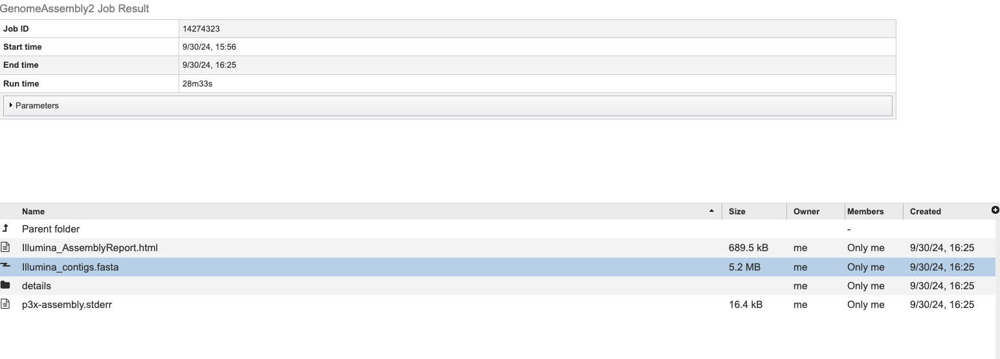 GenomeAssembly2 Job Result
Job ID 14274323
Start time 9/30/24, 15:56
End time 9/30/24, 16:25
Run time 28m33s
Parameters
Name Size Owner Members Created
Parent folder -
Illumina_AssemblyReport.html 689.5 kB me Only me 9/30/24, 16:25
Illumina_contigs.fasta 5.2 MB me Only me 9/30/24, 16:25
details me Only me 9/30/24, 16:25
p3x-assembly.stderr 16.4 kB me Only me 9/30/24, 16:25